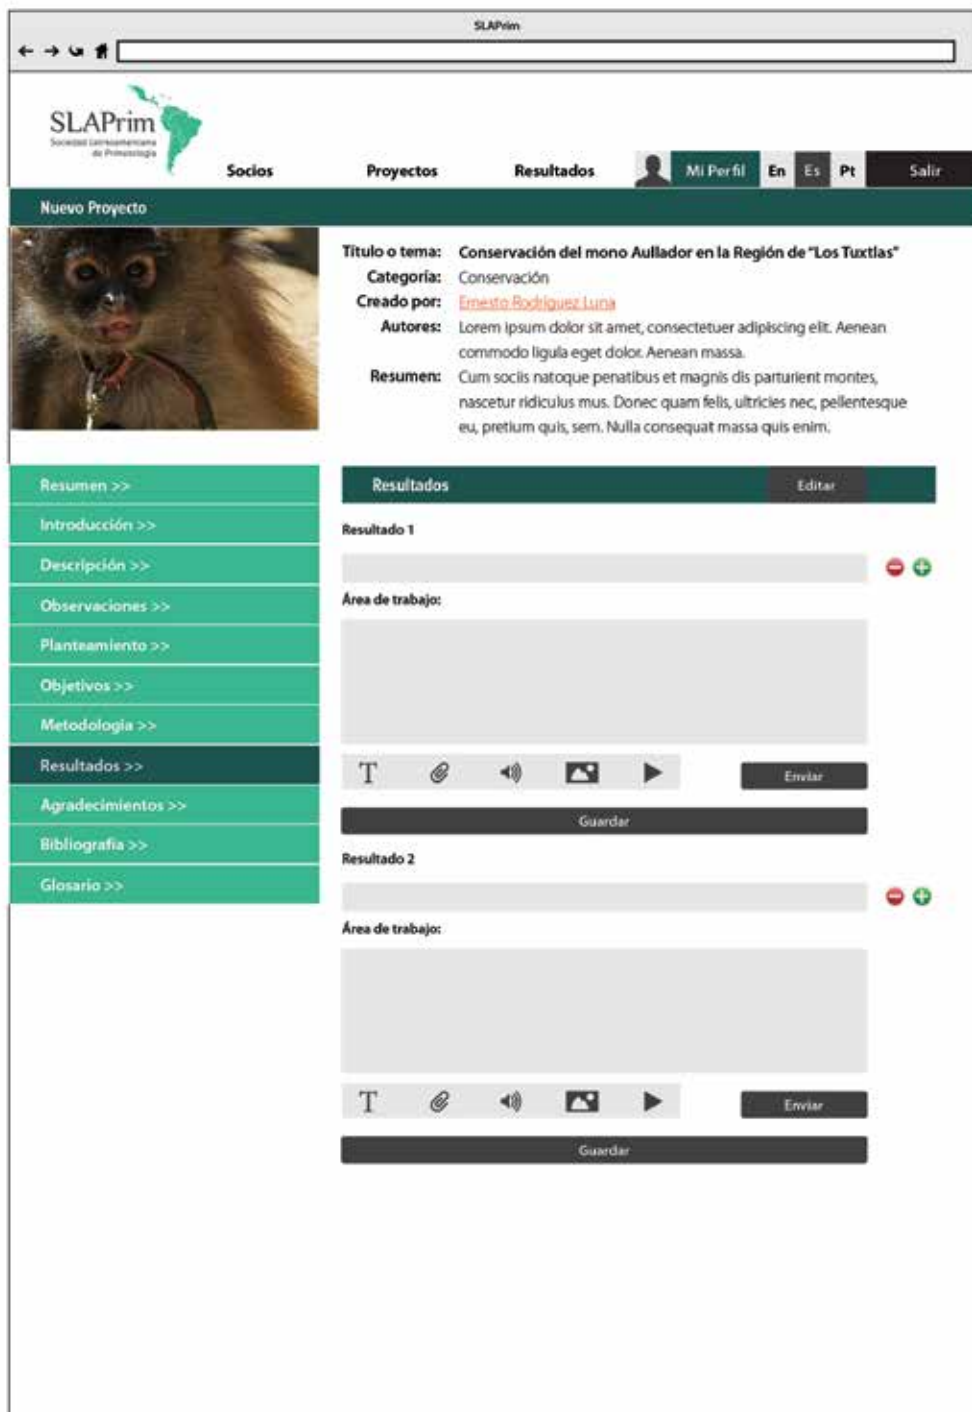 SLAPrim
SLAPrim
Sociedad Latinoamericana
de Primatología
Socios Proyectos Resultados Mi Perfil En Es Pt Salir
Nuevo Proyecto
Título o tema: Conservación del mono Aullador en la Región de “Los Tuxtlas”
Categoría: Conservación
Creado por: Ernesto Rodríguez Luna
Autores: Lorem ipsum dolor sit amet, consectetuer adipiscing elit. Aenean
commodo ligula eget dolor. Aenean massa.
Resumen: Cum sociis natoque penatibus et magnis dis parturient montes,
nascetur ridiculus mus. Donec quam felis, ultricies nec, pellentesque
eu, pretium quis, sem. Nulla consequat massa quis enim.
Resumen >>
Introducción >>
Descripción >>
Observaciones >>
Planteamiento >>
Objetivos >>
Metodología >>
Resultados >>
Agradecimientos >>
Bibliografía >>
Glosario >>
Resultados Editar
Resultado 1
Área de trabajo:
T Enviar
Guardar
Resultado 2
Área de trabajo:
T Enviar
Guardar